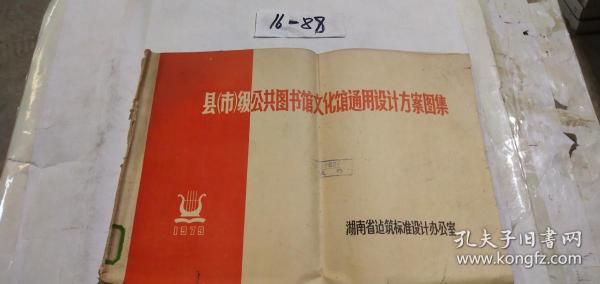 16-88
县(市)级公共图书馆文化馆通用设计方案图集
1979
湖南省迠筑标准设计办公室
孔夫子旧书网
www.kongfz.com